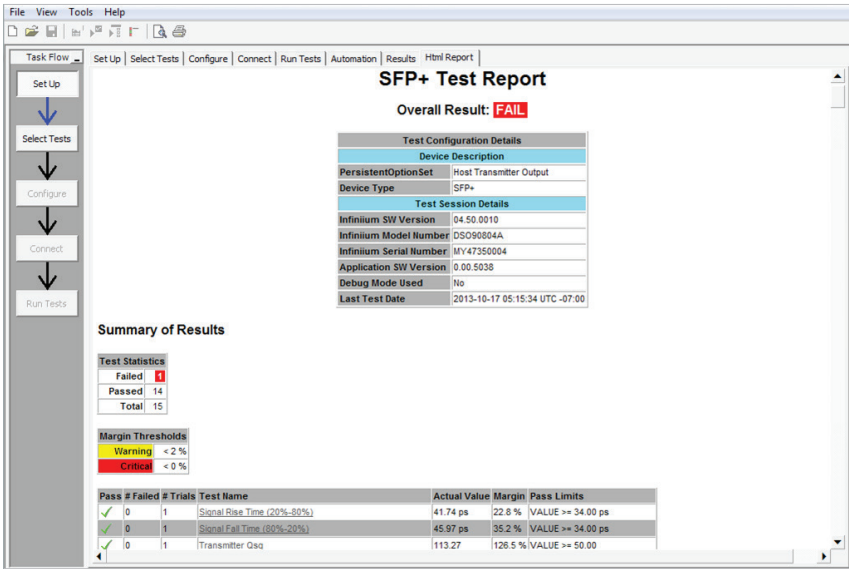 File View Tools Help
Task Flow
Set Up | Select Tests | Configure | Connect | Run Tests | Automation | Results | Html Report
Set Up
Select Tests
Configure
Connect
Run Tests
SFP+ Test Report
Overall Result: FAIL
Test Configuration Details
Device Description
PersistentOptionSet Host Transmitter Output
Device Type SFP+
Test Session Details
Infiniium SW Version 04.50.0010
Infiniium Model Number DSO90804A
Infiniium Serial Number MY47350004
Application SW Version 0.00.5038
Debug Mode Used No
Last Test Date 2013-10-17 05:15:34 UTC -07:00
Summary of Results
Test Statistics
Failed 1
Passed 14
Total 15
Margin Thresholds
Warning < 2 %
Critical < 0 %
Pass # Failed # Trials Test Name Actual Value Margin Pass Limits
0 1 Signal Rise Time (20%-80%) 41.74 ps 22.8 % VALUE >= 34.00 ps
0 1 Signal Fall Time (80%-20%) 45.97 ps 35.2 % VALUE >= 34.00 ps
0 1 Transmitter Qsq 113.27 126.5 % VALUE >= 50.00